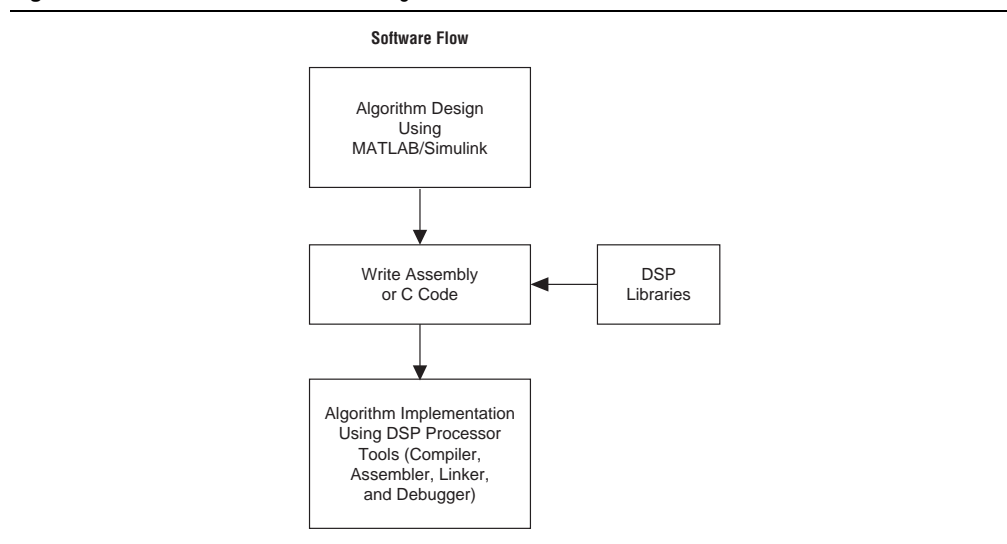 Software Flow
Algorithm Design
Using
MATLAB/Simulink
Write Assembly
or C Code
DSP
Libraries
Algorithm Implementation
Using DSP Processor
Tools (Compiler,
Assembler, Linker,
and Debugger)